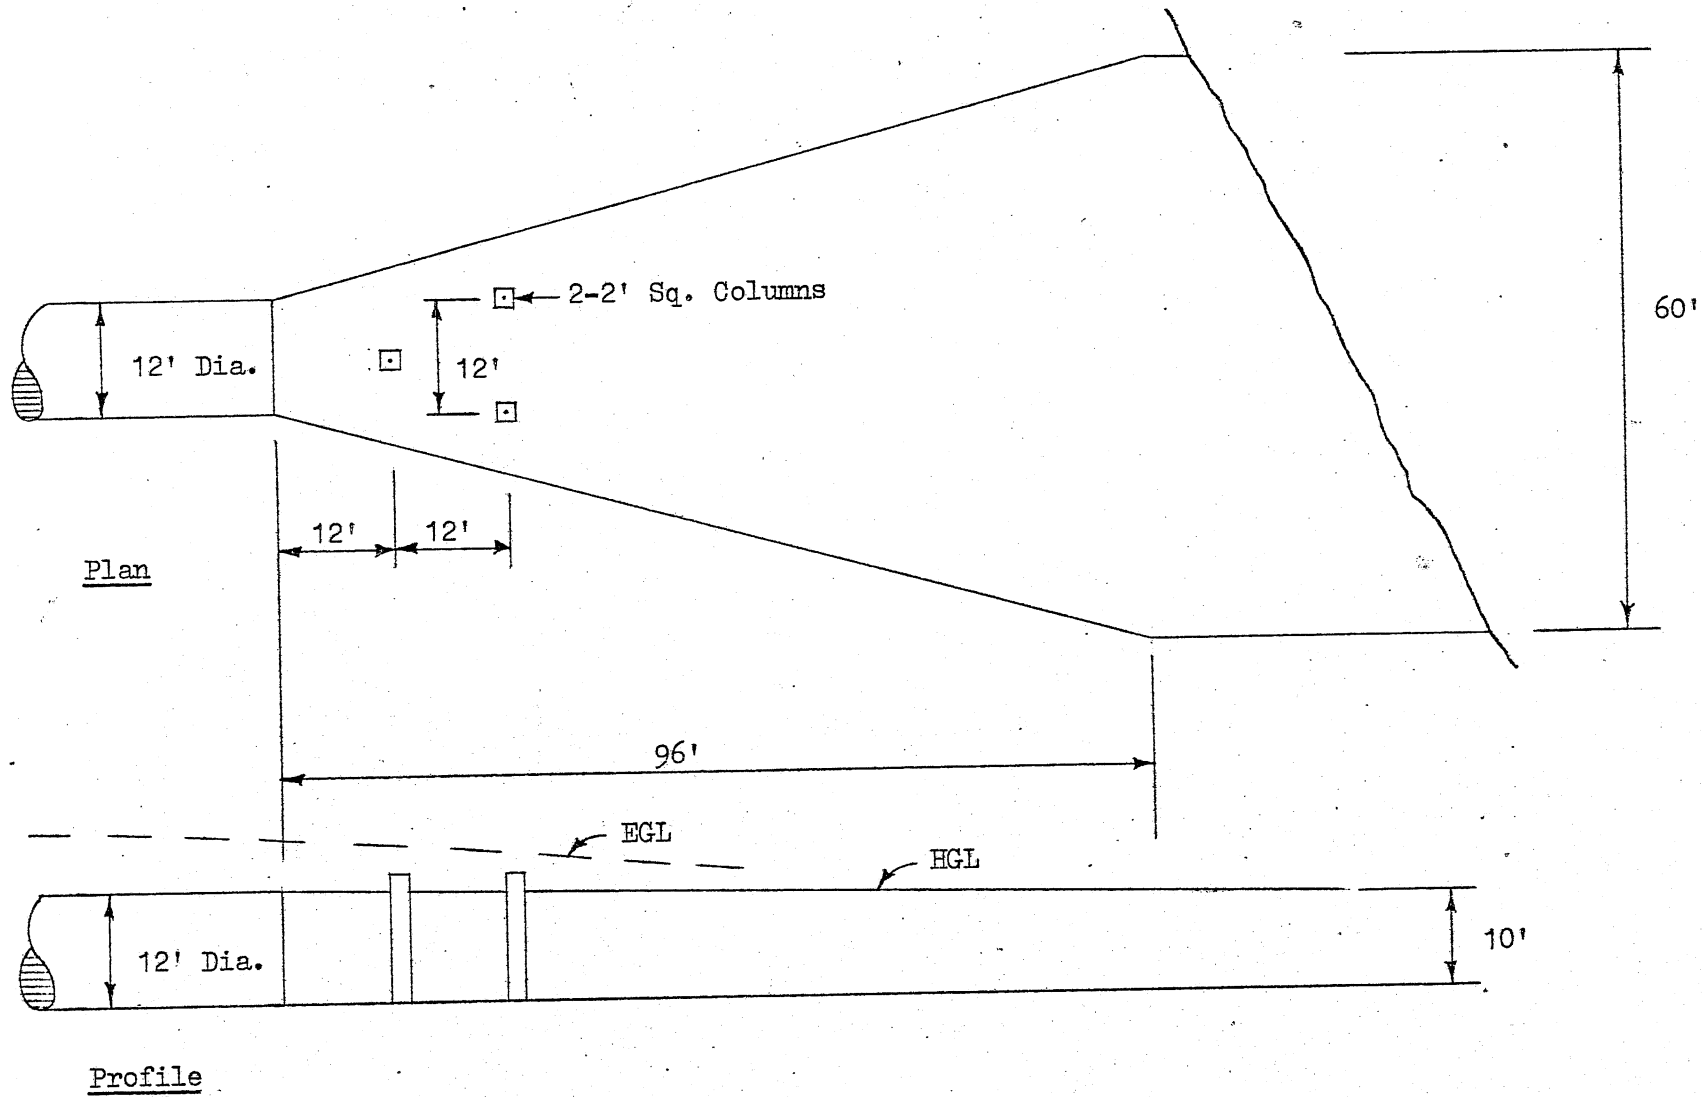 60'
2-2' Sq. Columns
12' Dia.
12'
12'
12'
Plan
96'
EGL
HGL
12' Dia.
10'
Profile